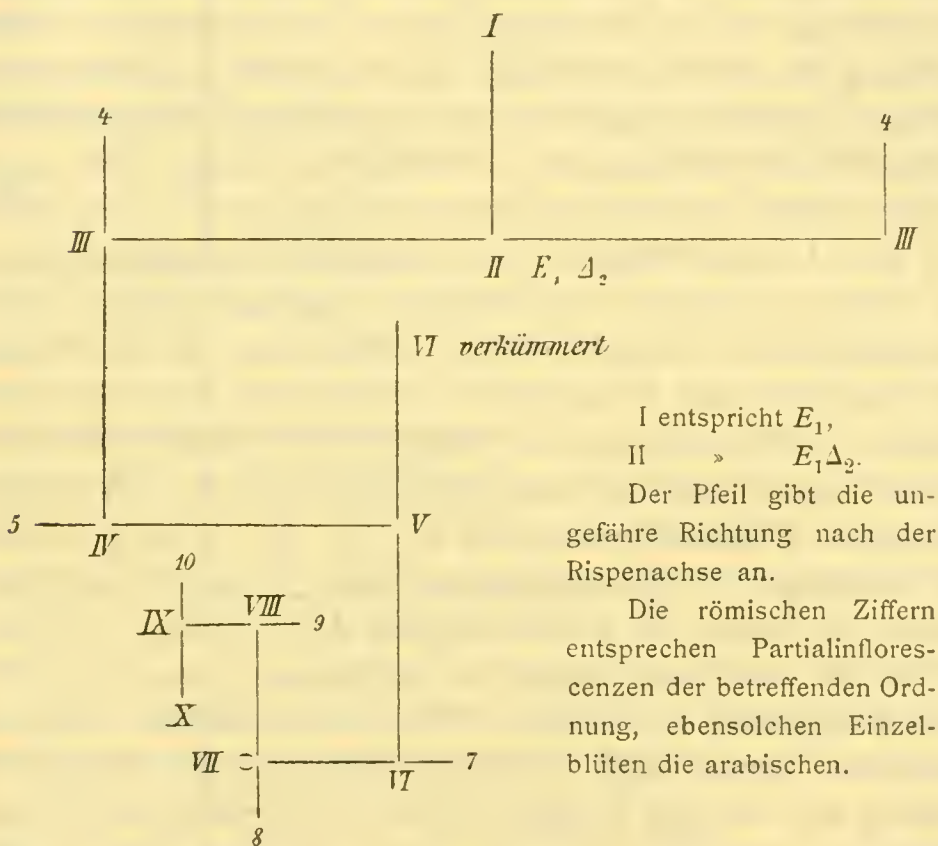 I
4 4
III III
II E, Δ₂
VI verkümmert
I entspricht E₁,
II » E₁Δ₂.
Der Pfeil gibt die un-
gefähre Richtung nach der
Rispenachse an.
Die römischen Ziffern
entsprechen Partialinflores-
cenzen der betreffenden Ord-
nung, ebensolchen Einzel-
blüten die arabischen.
5 IV V
10
IX VIII 9
X
VII VI 7
8